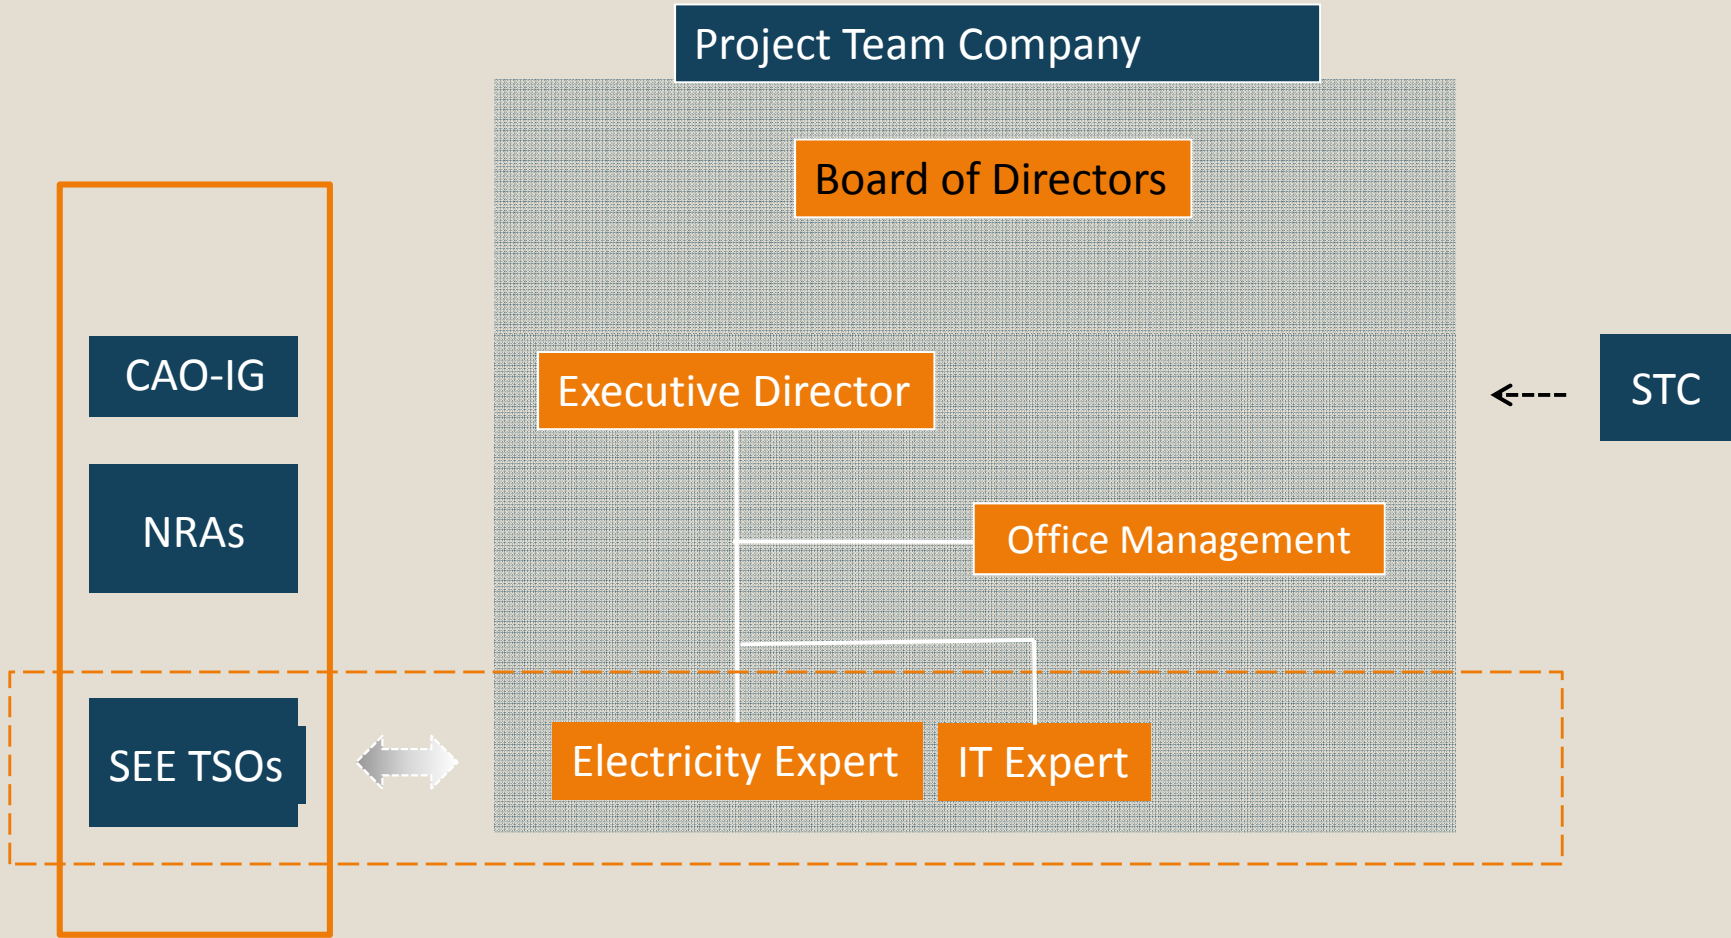 Project Team Company
Board of Directors
CAO-IG
Executive Director
STC
NRAs
Office Management
SEE TSOs
Electricity Expert
IT Expert